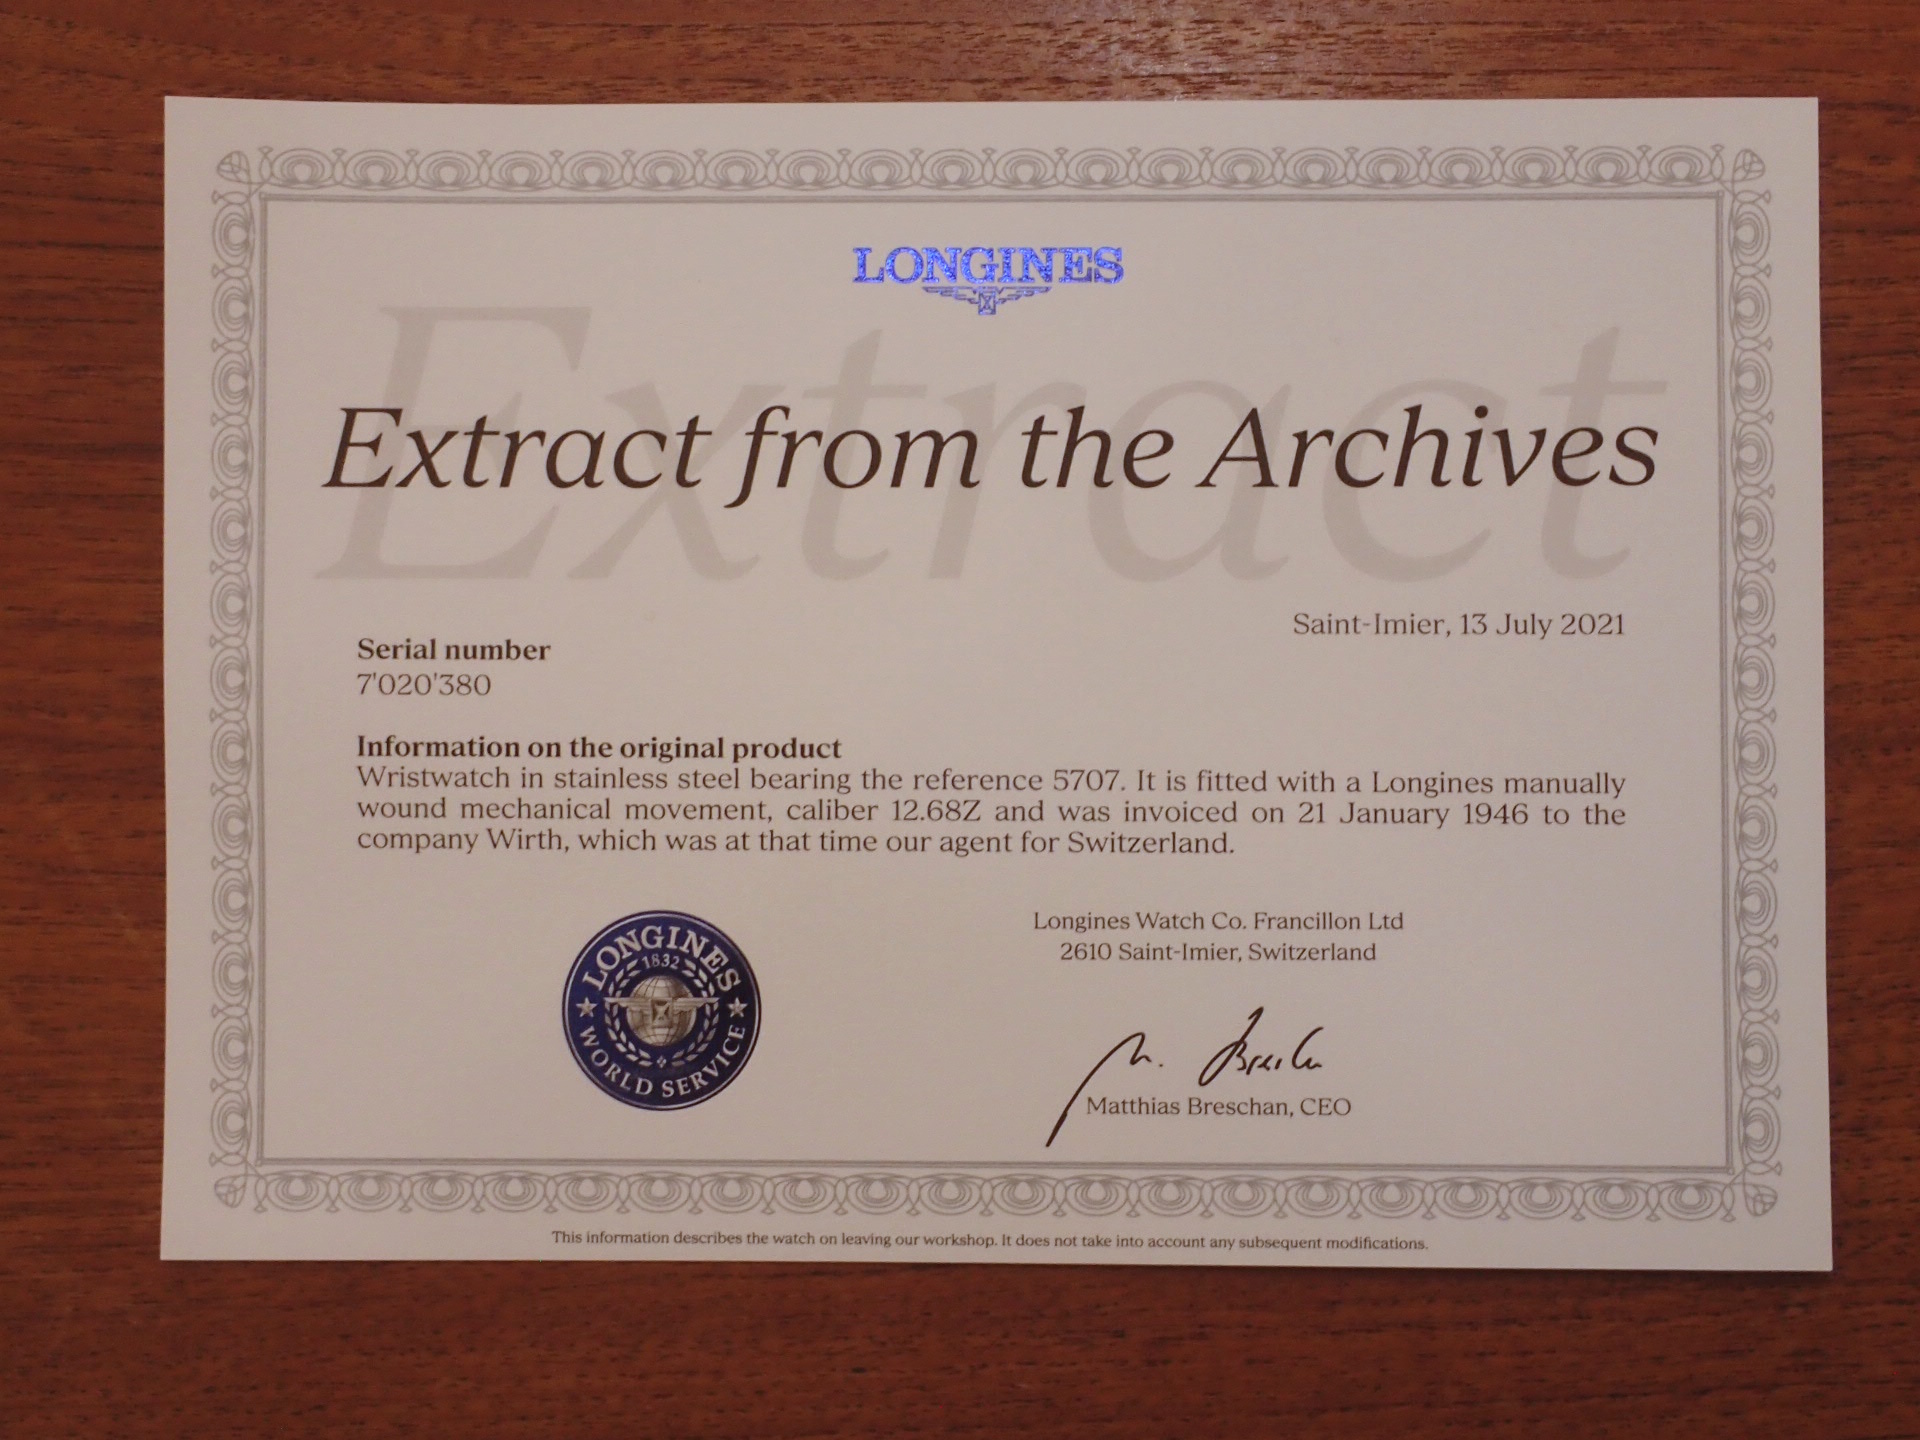 LONGINES
Extract
Extract from the Archives
Saint-Imier, 13 July 2021
Serial number
7'020'380
Information on the original product
Wristwatch in stainless steel bearing the reference 5707. It is fitted with a Longines manually
wound mechanical movement, caliber 12.68Z and was invoiced on 21 January 1946 to the
company Wirth, which was at that time our agent for Switzerland.
LONGINES
1832
WORLD SERVICE
Longines Watch Co. Francillon Ltd
2610 Saint-Imier, Switzerland
M. Breschan
Matthias Breschan, CEO
This information describes the watch on leaving our workshop. It does not take into account any subsequent modifications.